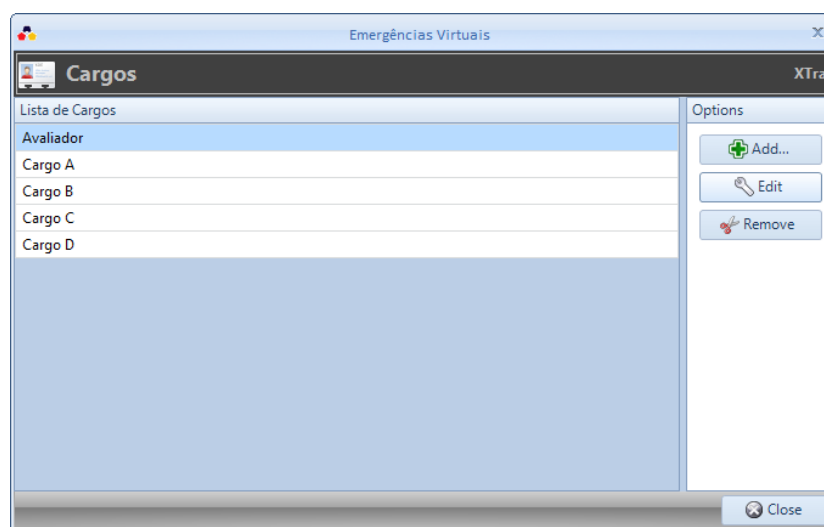 Emergências Virtuais
X
Cargos
XTra
Lista de Cargos
Options
Avaliador
Cargo A
Cargo B
Cargo C
Cargo D
Add...
Edit
Remove
Close